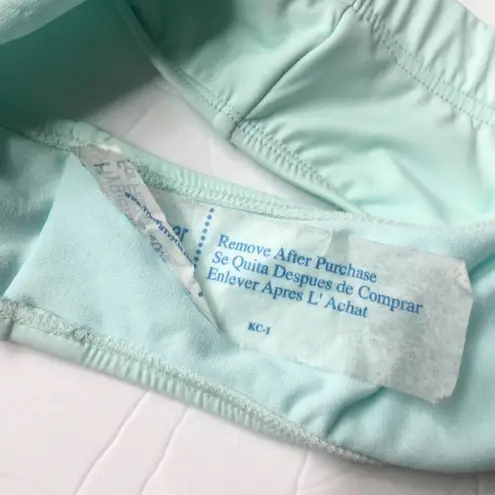 Remove After Purchase
Se Quita Despues de Comprar
Enlever Apres L' Achat
KC-1